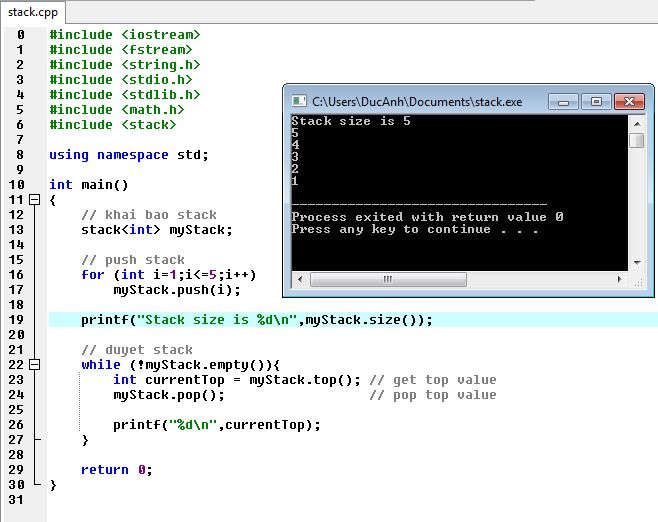 stack.cpp
0 #include <iostream>
1 #include <fstream>
2 #include <string.h>
3 #include <stdio.h>
4 #include <stdlib.h>
5 #include <math.h>
6 #include <stack>
7
8 using namespace std;
9
10 int main()
11 {
12     // khai bao stack
13     stack<int> myStack;
14
15     // push stack
16     for (int i=1;i<=5;i++)
17         myStack.push(i);
18
19     printf("Stack size is %d\n",myStack.size());
20
21     // duyet stack
22     while (!myStack.empty()){
23         int currentTop = myStack.top(); // get top value
24         myStack.pop();                  // pop top value
25
26         printf("%d\n",currentTop);
27     }
28
29     return 0;
30 }
31
C:\Users\DucAnh\Documents\stack.exe
Stack size is 5
5
4
3
2
1
--------------------------------
Process exited with return value 0
Press any key to continue . . .